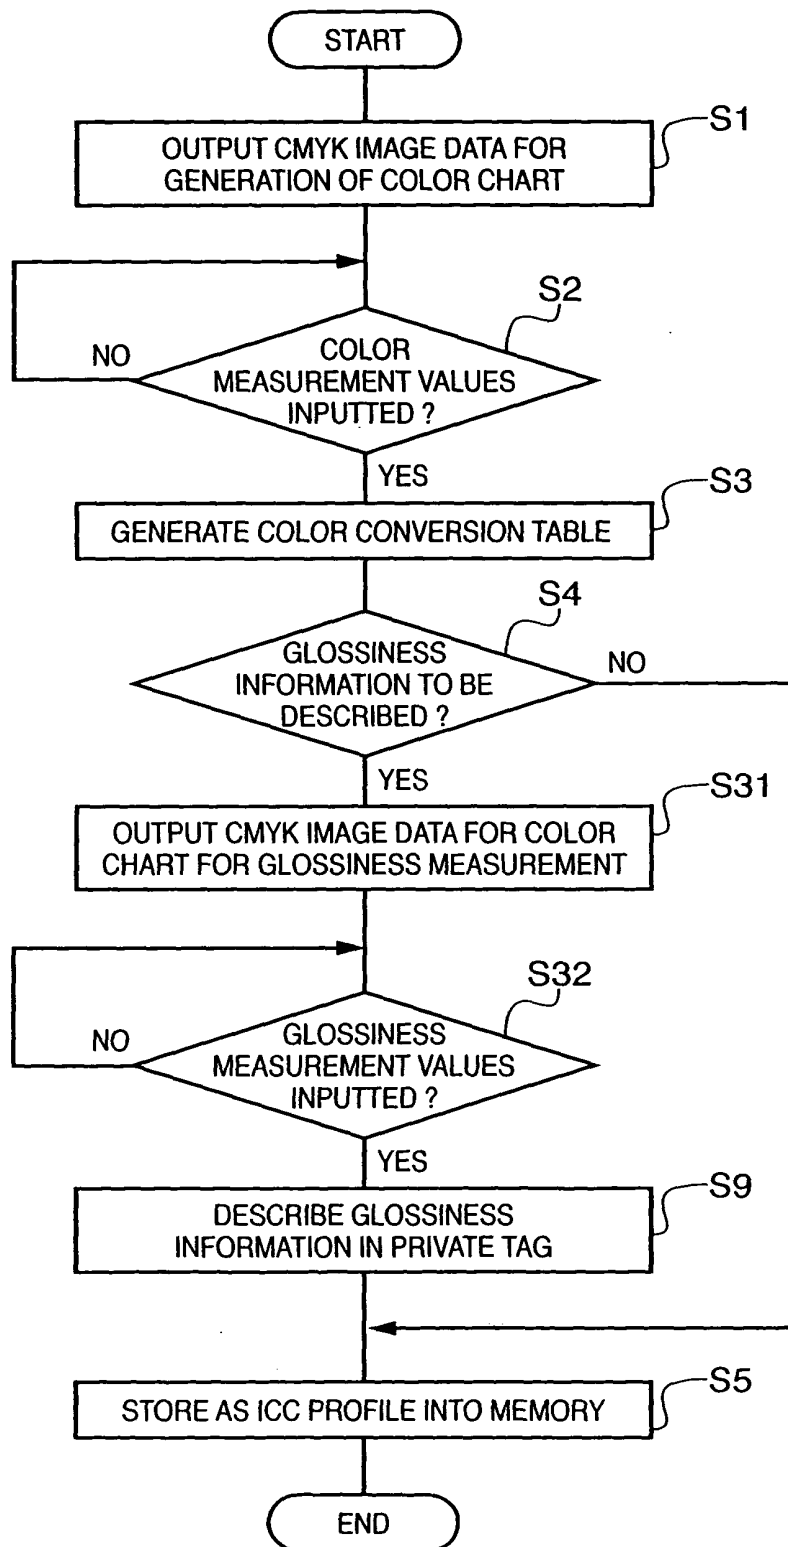 START
S1
OUTPUT CMYK IMAGE DATA FOR
GENERATION OF COLOR CHART
S2
NO
COLOR
MEASUREMENT VALUES
INPUTTED ?
YES
S3
GENERATE COLOR CONVERSION TABLE
S4
GLOSSINESS
INFORMATION TO BE
DESCRIBED ?
NO
YES
S31
OUTPUT CMYK IMAGE DATA FOR COLOR
CHART FOR GLOSSINESS MEASUREMENT
S32
NO
GLOSSINESS
MEASUREMENT VALUES
INPUTTED ?
YES
S9
DESCRIBE GLOSSINESS
INFORMATION IN PRIVATE TAG
S5
STORE AS ICC PROFILE INTO MEMORY
END